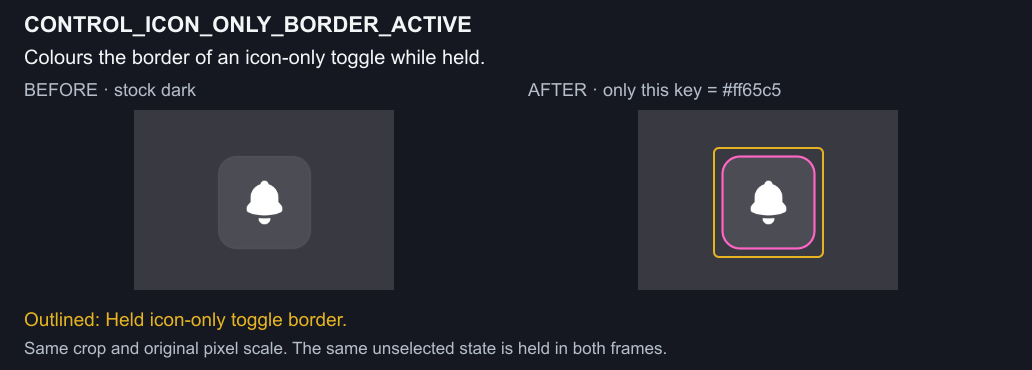 CONTROL_ICON_ONLY_BORDER_ACTIVE
Colours the border of an icon-only toggle while held.
BEFORE · stock dark
AFTER · only this key = #ff65c5
Outlined: Held icon-only toggle border.
Same crop and original pixel scale. The same unselected state is held in both frames.